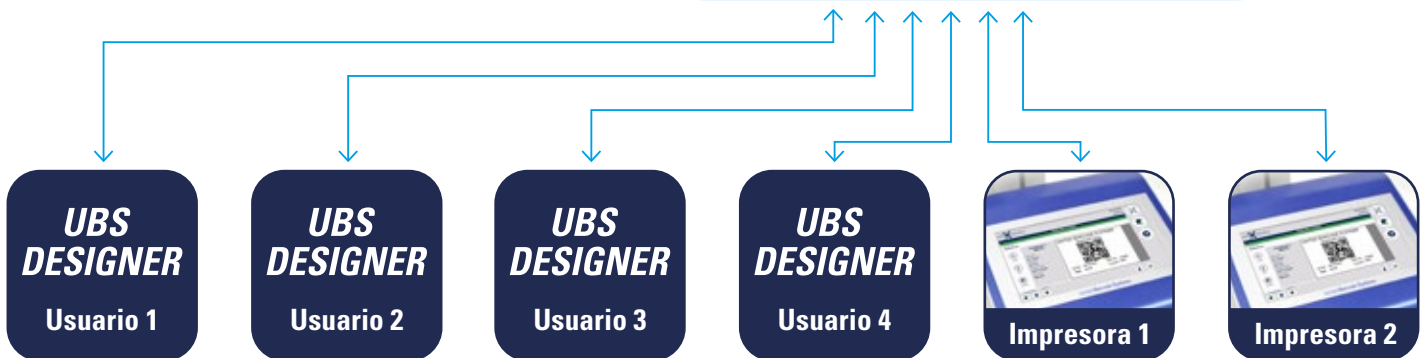 UBS
DESIGNER
Usuario 1
UBS
DESIGNER
Usuario 2
UBS
DESIGNER
Usuario 3
UBS
DESIGNER
Usuario 4
Impresora 1
Impresora 2